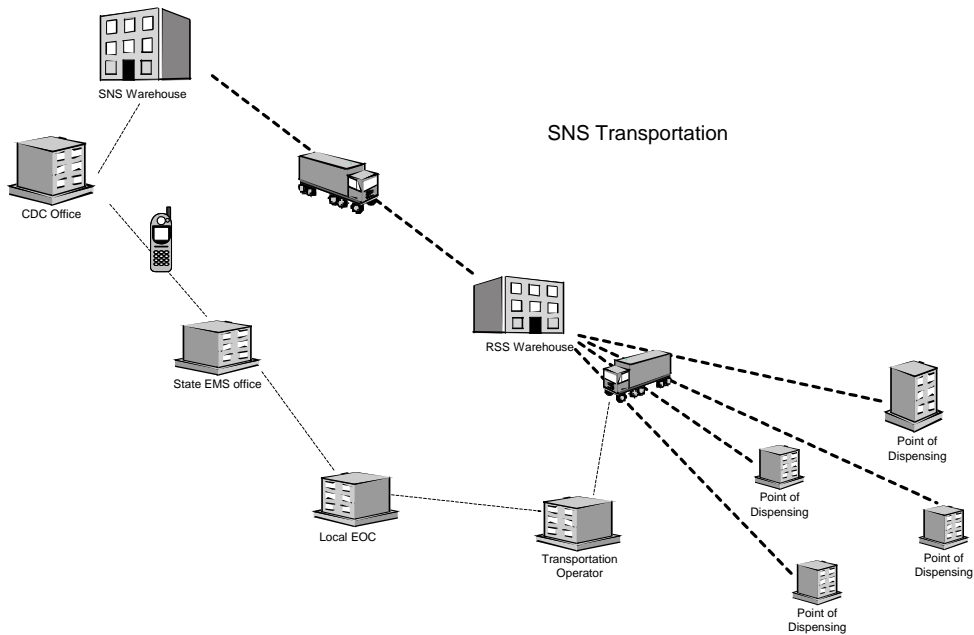 SNS Warehouse
SNS Transportation
CDC Office
RSS Warehouse
State EMS office
Point of
Dispensing
Point of
Dispensing
Local EOC
Transportation
Operator
Point of
Dispensing
Point of
Dispensing